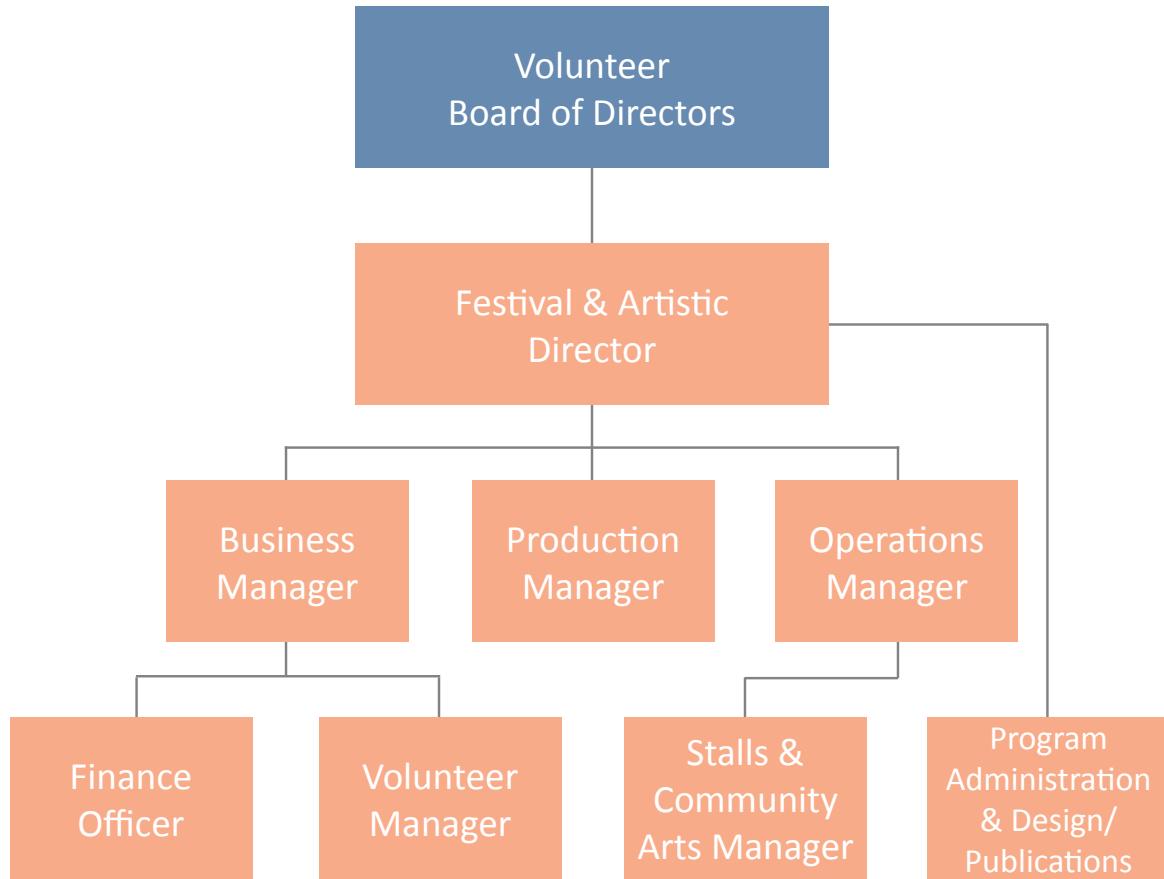 Volunteer
Board of Directors
Festival & Artistic
Director
Business
Manager
Production
Manager
Operations
Manager
Finance
Officer
Volunteer
Manager
Stalls &
Community
Arts Manager
Program
Administration
& Design/
Publications